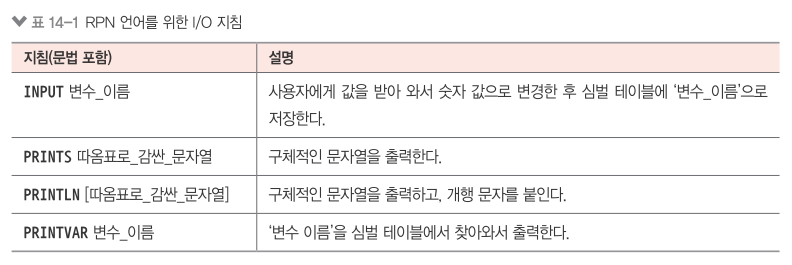 표 14-1 RPN 언어를 위한 I/O 지침
지침(문법 포함) 설명
INPUT 변수_이름 사용자에게 값을 받아 와서 숫자 값으로 변경한 후 심벌 테이블에 ‘변수_이름’으로
저장한다.
PRINTS 따옴표로_감싼_문자열 구체적인 문자열을 출력한다.
PRINTLN [따옴표로_감싼_문자열] 구체적인 문자열을 출력하고, 개행 문자를 붙인다.
PRINTVAR 변수_이름 ‘변수 이름’을 심벌 테이블에서 찾아와서 출력한다.